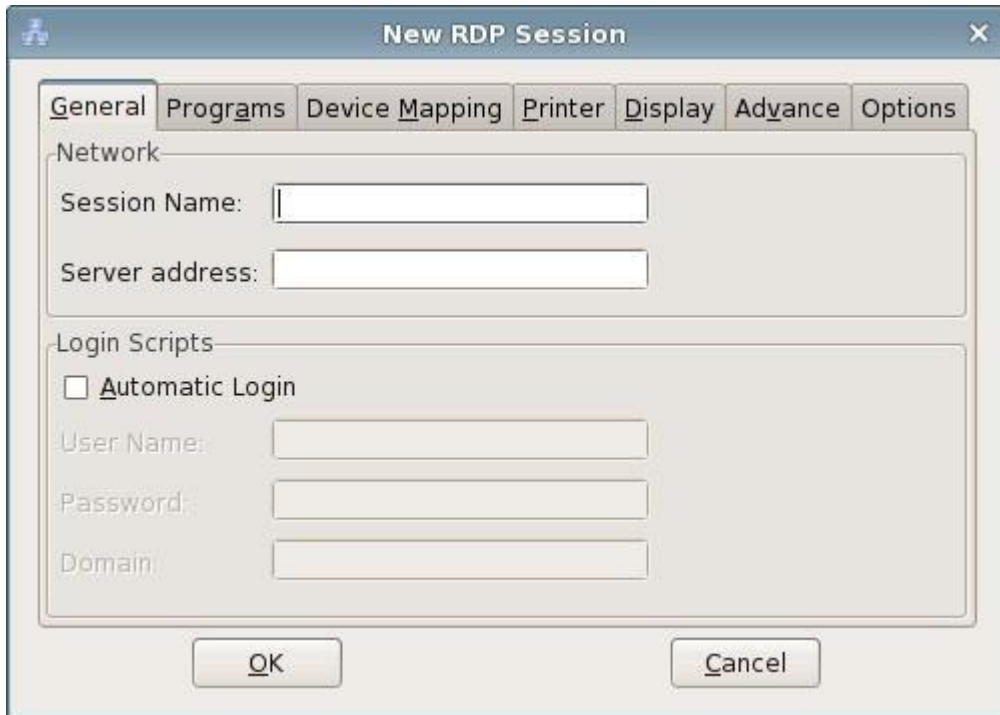 New RDP Session
General Programs Device Mapping Printer Display Advance Options
Network
Session Name:
Server address:
Login Scripts
Automatic Login
User Name:
Password:
Domain:
OK Cancel